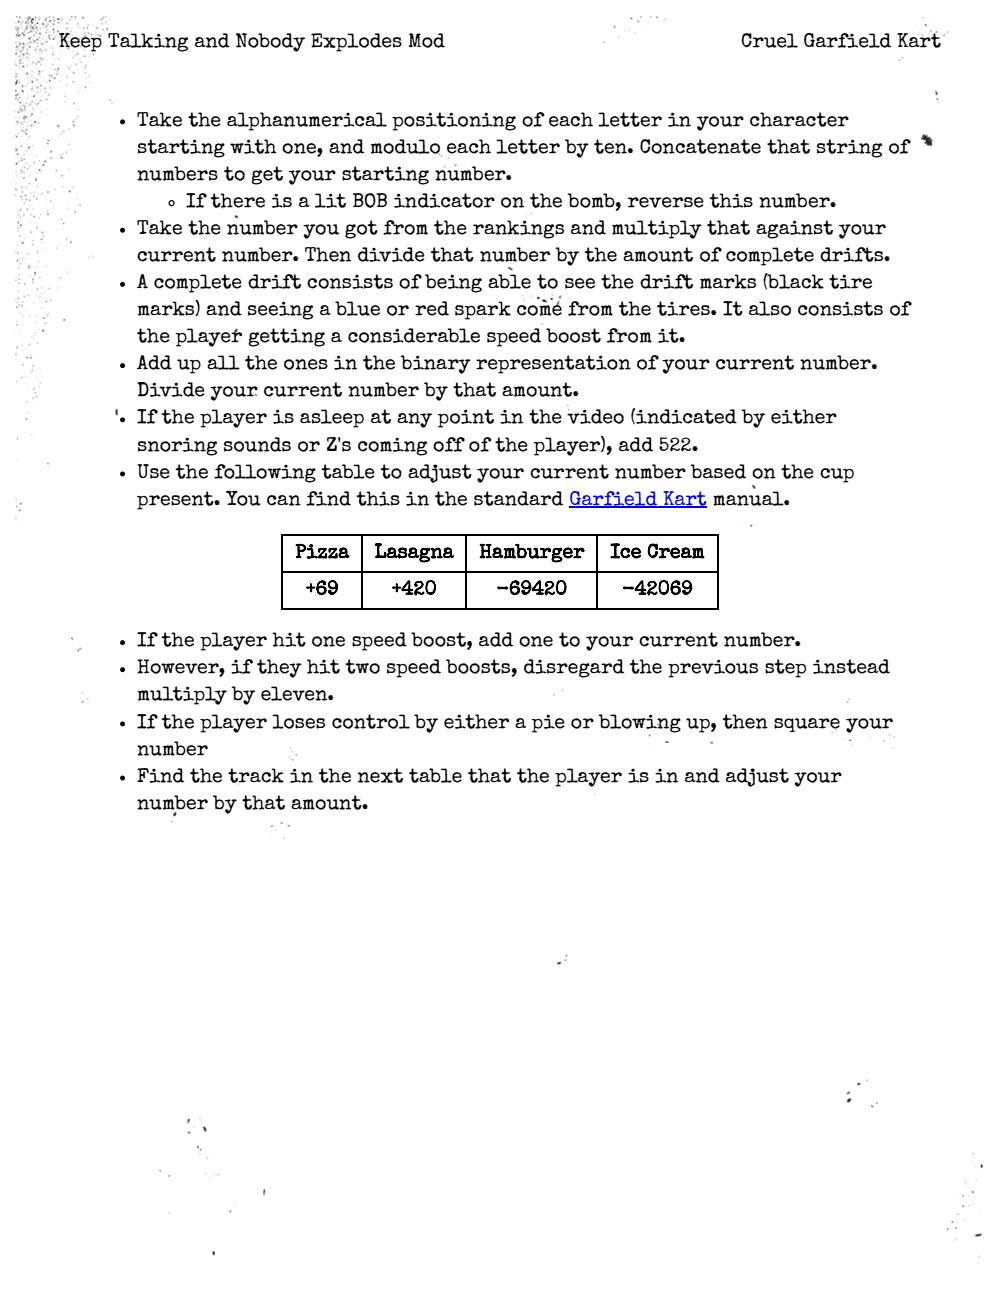 Keep Talking and Nobody Explodes Mod
Cruel Garfield Kart
• Take the alphanumerical positioning of each letter in your character
starting with one, and modulo each letter by ten. Concatenate that string of
numbers to get your starting number.
◦ If there is a lit BOB indicator on the bomb, reverse this number.
• Take the number you got from the rankings and multiply that against your
current number. Then divide that number by the amount of complete drifts.
• A complete drift consists of being able to see the drift marks (black tire
marks) and seeing a blue or red spark come from the tires. It also consists of
the player getting a considerable speed boost from it.
• Add up all the ones in the binary representation of your current number.
Divide your current number by that amount.
• If the player is asleep at any point in the video (indicated by either
snoring sounds or Z's coming off of the player), add 522.
• Use the following table to adjust your current number based on the cup
present. You can find this in the standard Garfield Kart manual.
Pizza Lasagna Hamburger Ice Cream
+69 +420 −69420 −42069
• If the player hit one speed boost, add one to your current number.
• However, if they hit two speed boosts, disregard the previous step instead
multiply by eleven.
• If the player loses control by either a pie or blowing up, then square your
number
• Find the track in the next table that the player is in and adjust your
number by that amount.